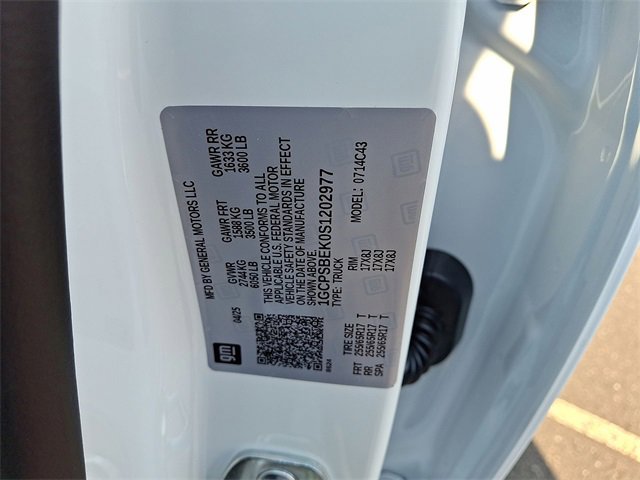 MFD BY GENERAL MOTORS LLC
04/25
GVWR GAWR FRT GAWR RR
2744 KG 1588 KG 1633 KG
6050 LB 3500 LB 3600 LB
THIS VEHICLE CONFORMS TO ALL
APPLICABLE U.S. FEDERAL MOTOR
VEHICLE SAFETY STANDARDS IN EFFECT
ON THE DATE OF MANUFACTURE
SHOWN ABOVE.
1GCPSBEK0S1202977
TYPE: TRUCK MODEL: 0714C43
TIRE SIZE RIM
FRT 255/65R17 T 17X8J
RR 255/65R17 T 17X8J
SPA 255/65R17 T 17X8J
gm